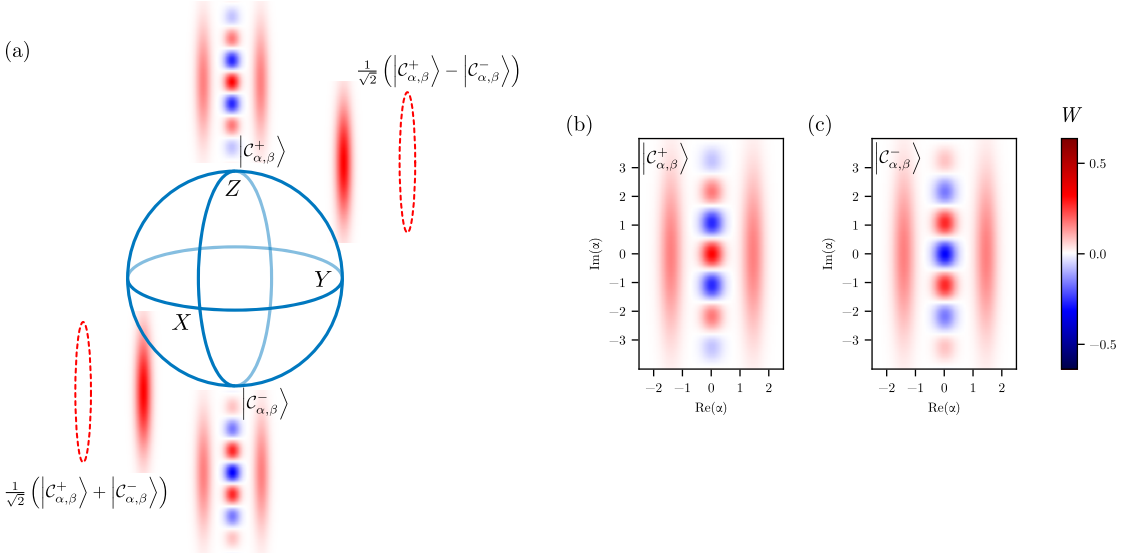 (a)
1/√2 (|C⁺α,β⟩ − |C⁻α,β⟩)
|C⁺α,β⟩
Z
Y
X
|C⁻α,β⟩
1/√2 (|C⁺α,β⟩ + |C⁻α,β⟩)
(b)
|C⁺α,β⟩
Im(α)
3
2
1
0
−1
−2
−3
−2 −1 0 1 2
Re(α)
(c)
|C⁻α,β⟩
Im(α)
3
2
1
0
−1
−2
−3
−2 −1 0 1 2
Re(α)
W
0.5
0.0
−0.5